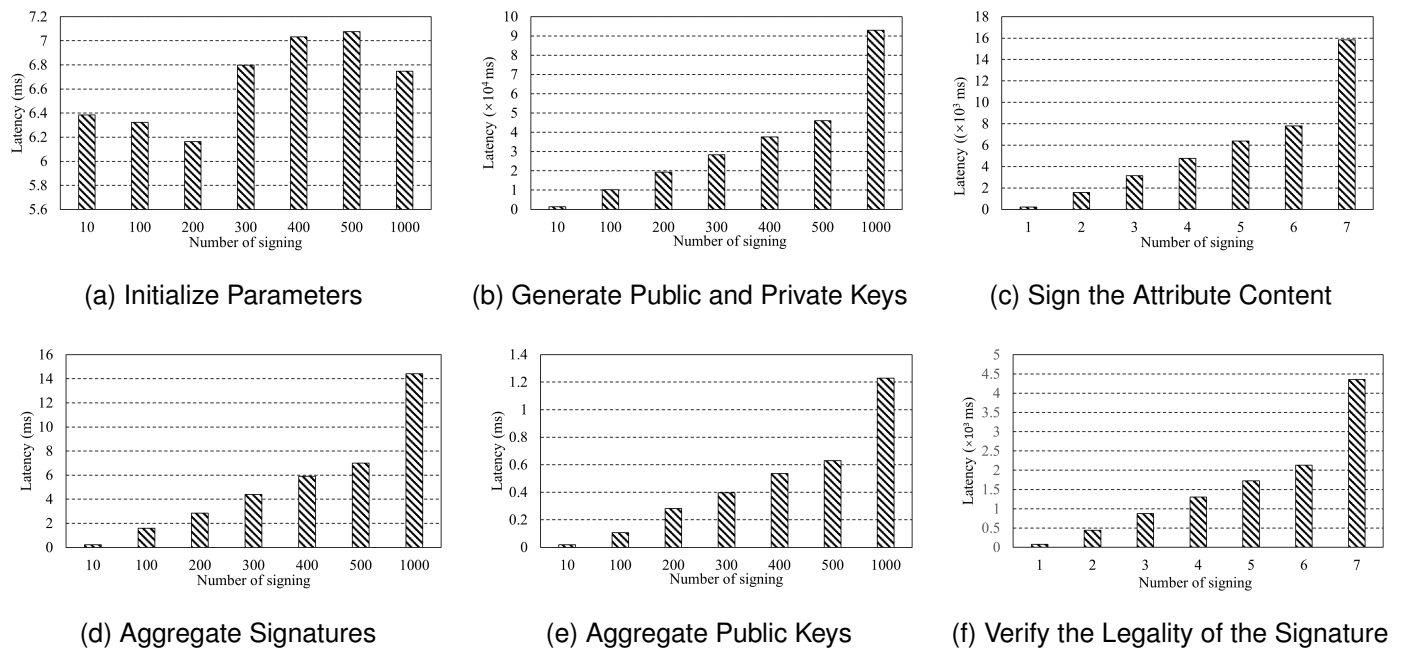 Latency (ms)
7.2
7
6.8
6.6
6.4
6.2
6
5.8
5.6
10 100 200 300 400 500 1000
Number of signing
(a) Initialize Parameters
Latency (×10⁴ ms)
10
9
8
7
6
5
4
3
2
1
0
10 100 200 300 400 500 1000
Number of signing
(b) Generate Public and Private Keys
Latency ((×10³ ms)
18
16
14
12
10
8
6
4
2
0
1 2 3 4 5 6 7
Number of signing
(c) Sign the Attribute Content
Latency (ms)
16
14
12
10
8
6
4
2
0
10 100 200 300 400 500 1000
Number of signing
(d) Aggregate Signatures
Latency (ms)
1.4
1.2
1
0.8
0.6
0.4
0.2
0
10 100 200 300 400 500 1000
Number of signing
(e) Aggregate Public Keys
Latency (×10³ ms)
5
4.5
4
3.5
3
2.5
2
1.5
1
0.5
0
1 2 3 4 5 6 7
Number of signing
(f) Verify the Legality of the Signature